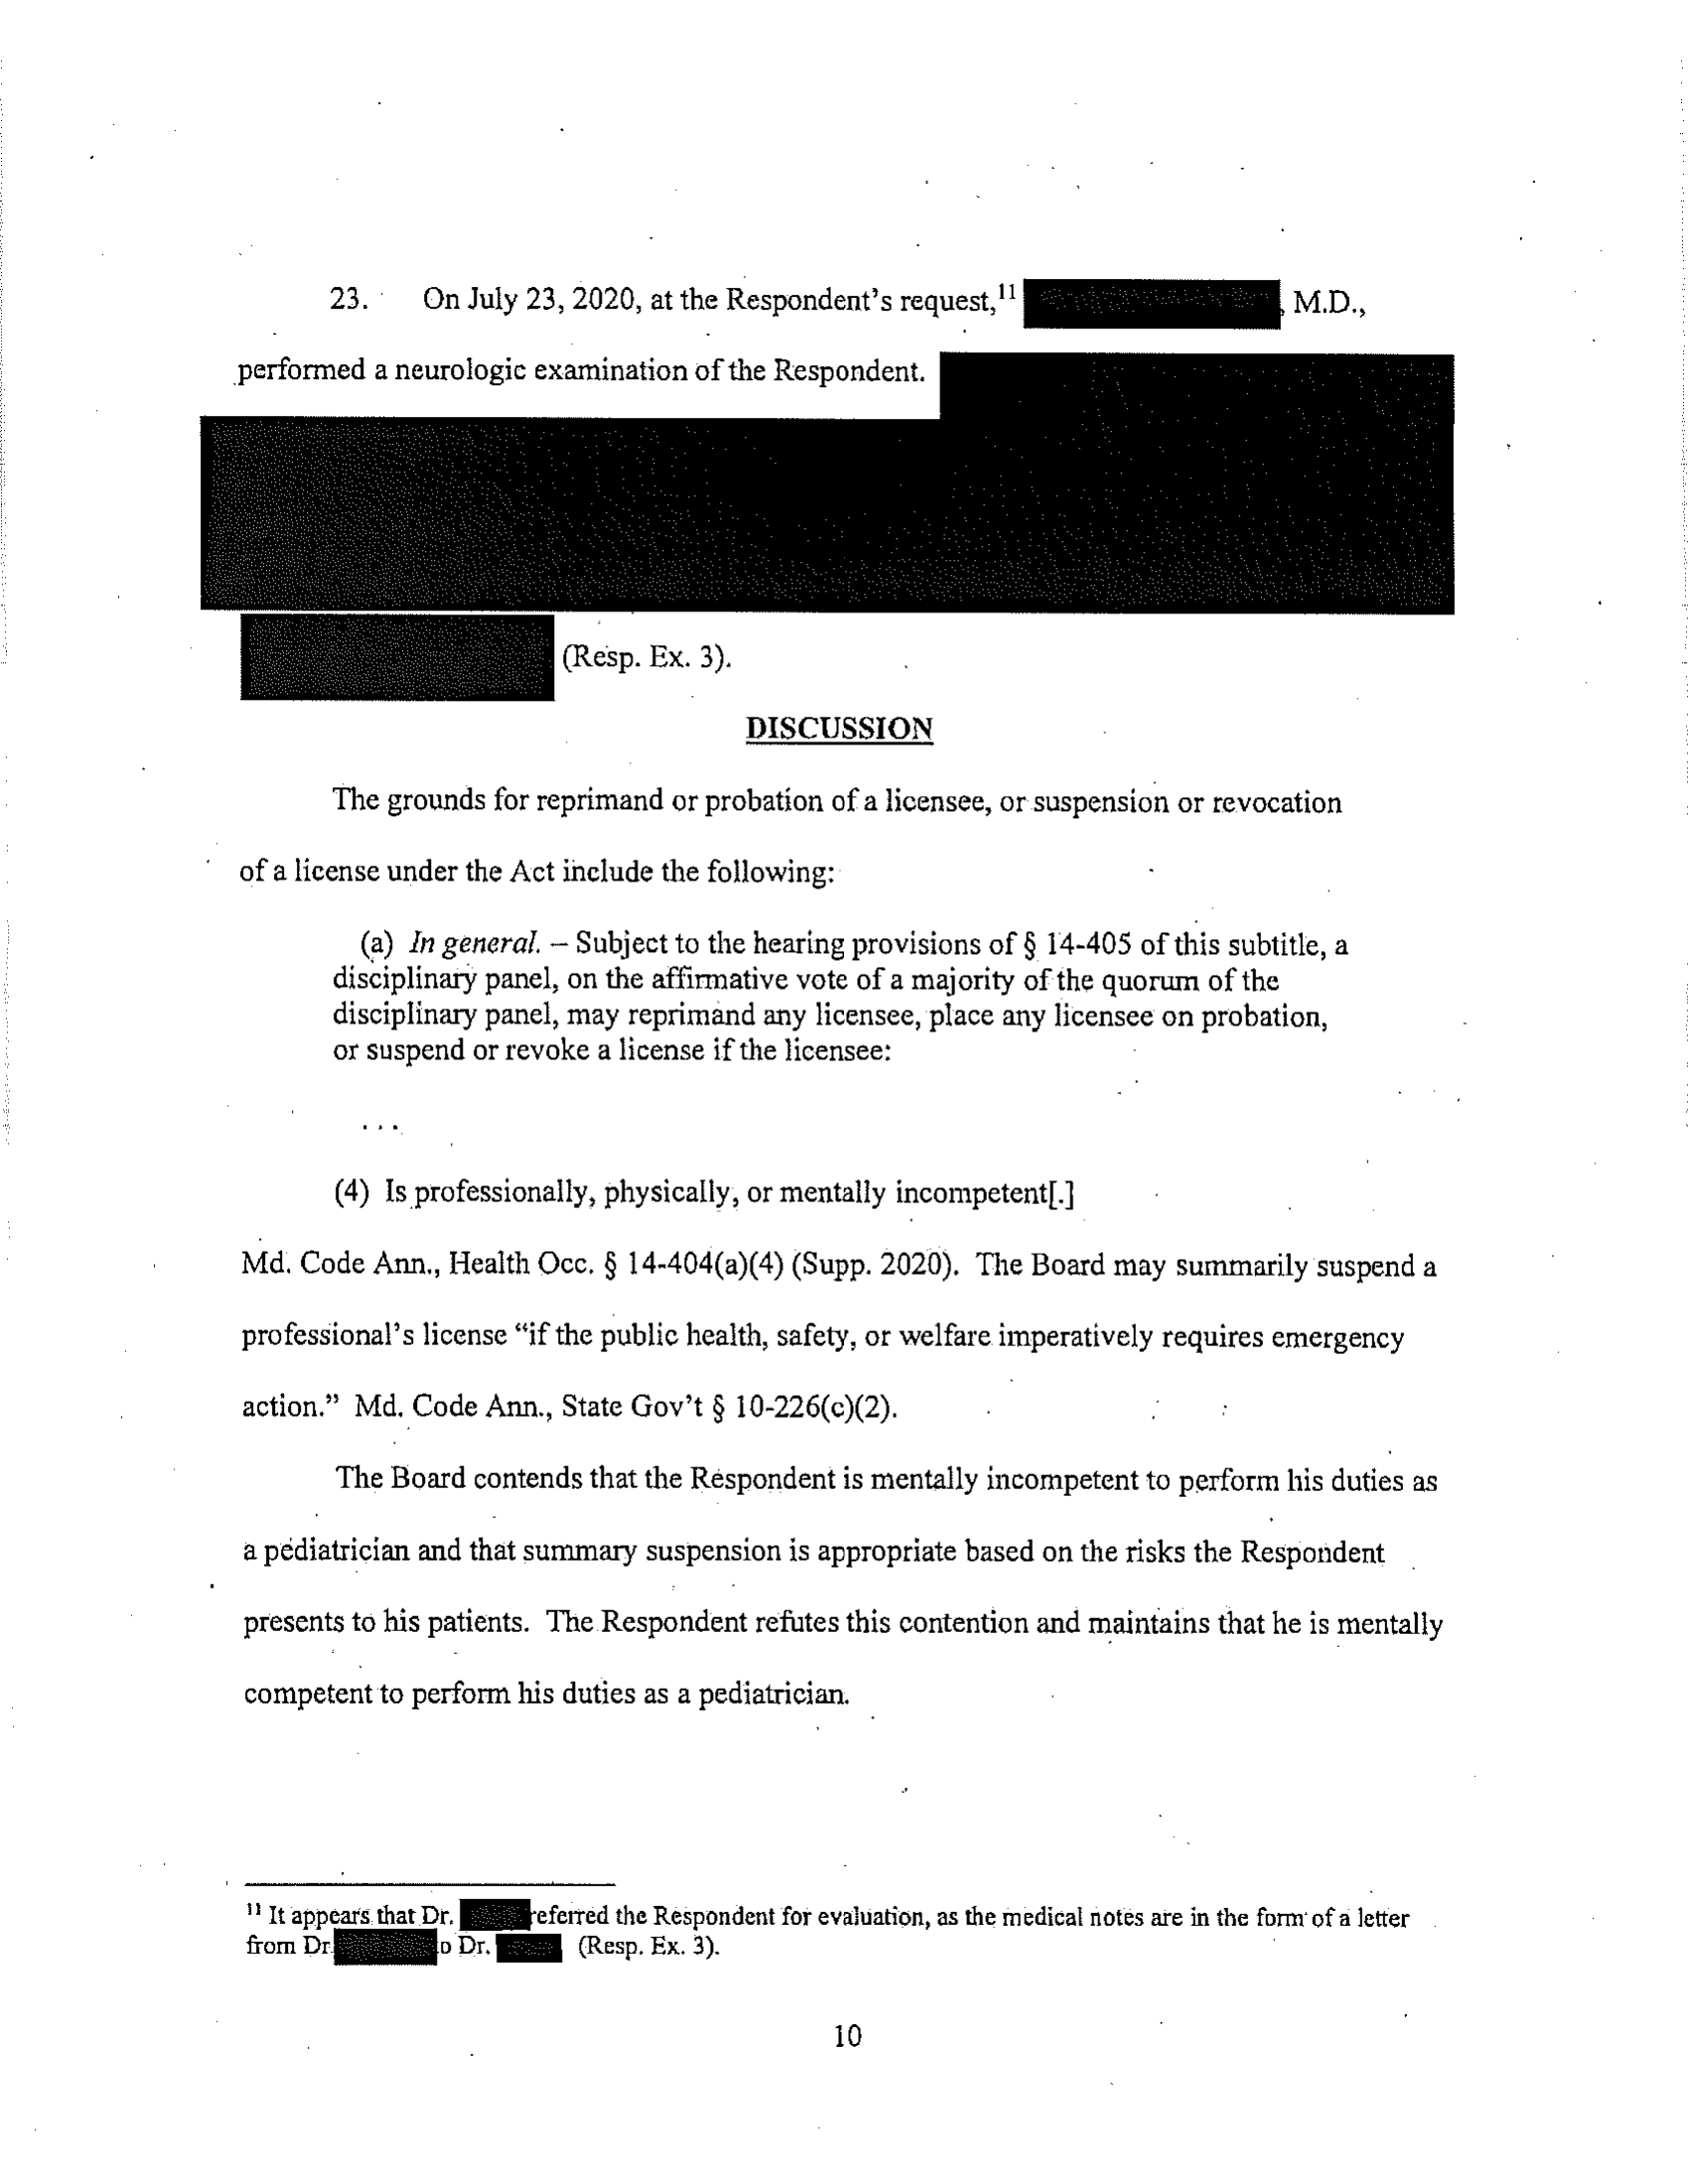 23. On July 23, 2020, at the Respondent's request,11 , M.D.,
performed a neurologic examination of the Respondent.
(Resp. Ex. 3).
DISCUSSION
The grounds for reprimand or probation of a licensee, or suspension or revocation
of a license under the Act include the following:
(a) In general. – Subject to the hearing provisions of § 14-405 of this subtitle, a
disciplinary panel, on the affirmative vote of a majority of the quorum of the
disciplinary panel, may reprimand any licensee, place any licensee on probation,
or suspend or revoke a license if the licensee:
. . .
(4) Is professionally, physically, or mentally incompetent[.]
Md. Code Ann., Health Occ. § 14-404(a)(4) (Supp. 2020). The Board may summarily suspend a
professional's license “if the public health, safety, or welfare imperatively requires emergency
action.” Md. Code Ann., State Gov't § 10-226(c)(2).
The Board contends that the Respondent is mentally incompetent to perform his duties as
a pediatrician and that summary suspension is appropriate based on the risks the Respondent
presents to his patients. The Respondent refutes this contention and maintains that he is mentally
competent to perform his duties as a pediatrician.
11 It appears that Dr. eferred the Respondent for evaluation, as the medical notes are in the form of a letter
from Dr. o Dr. (Resp. Ex. 3).
10